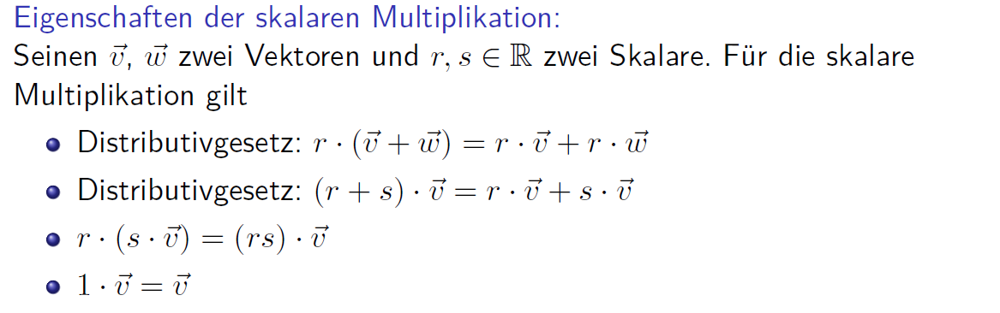 Eigenschaften der skalaren Multiplikation:
Seinen $\vec{v}$, $\vec{w}$ zwei Vektoren und $r, s \in \mathbb{R}$ zwei Skalare. Für die skalare
Multiplikation gilt
• Distributivgesetz: $r \cdot (\vec{v} + \vec{w}) = r \cdot \vec{v} + r \cdot \vec{w}$
• Distributivgesetz: $(r + s) \cdot \vec{v} = r \cdot \vec{v} + s \cdot \vec{v}$
• $r \cdot (s \cdot \vec{v}) = (rs) \cdot \vec{v}$
• $1 \cdot \vec{v} = \vec{v}$